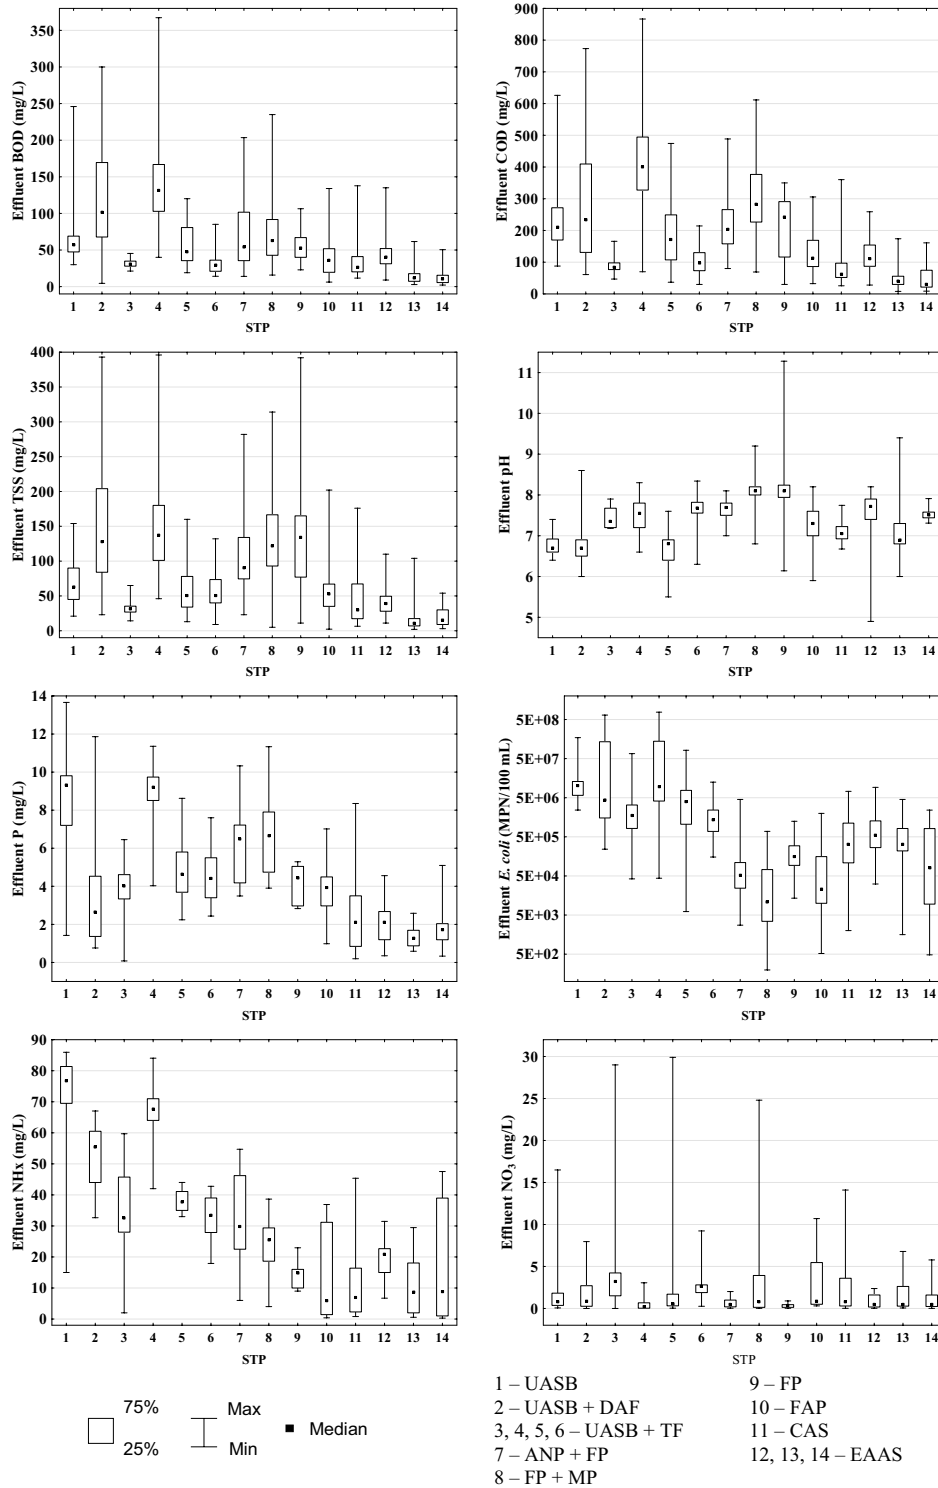 Effluent BOD (mg/L)
350
300
250
200
150
100
50
0
1 2 3 4 5 6 7 8 9 10 11 12 13 14
STP
Effluent COD (mg/L)
900
800
700
600
500
400
300
200
100
0
1 2 3 4 5 6 7 8 9 10 11 12 13 14
STP
Effluent TSS (mg/L)
400
350
300
250
200
150
100
50
0
1 2 3 4 5 6 7 8 9 10 11 12 13 14
STP
Effluent pH
11
10
9
8
7
6
5
1 2 3 4 5 6 7 8 9 10 11 12 13 14
STP
Effluent P (mg/L)
14
12
10
8
6
4
2
0
1 2 3 4 5 6 7 8 9 10 11 12 13 14
STP
Effluent E. coli (MPN/100 mL)
5E+08
5E+07
5E+06
5E+05
5E+04
5E+03
5E+02
1 2 3 4 5 6 7 8 9 10 11 12 13 14
STP
Effluent NHx (mg/L)
90
80
70
60
50
40
30
20
10
0
1 2 3 4 5 6 7 8 9 10 11 12 13 14
STP
Effluent NO₃ (mg/L)
30
25
20
15
10
5
0
1 2 3 4 5 6 7 8 9 10 11 12 13 14
STP
75%
25%
Max
Min
Median
1 – UASB
2 – UASB + DAF
3, 4, 5, 6 – UASB + TF
7 – ANP + FP
8 – FP + MP
9 – FP
10 – FAP
11 – CAS
12, 13, 14 – EAAS